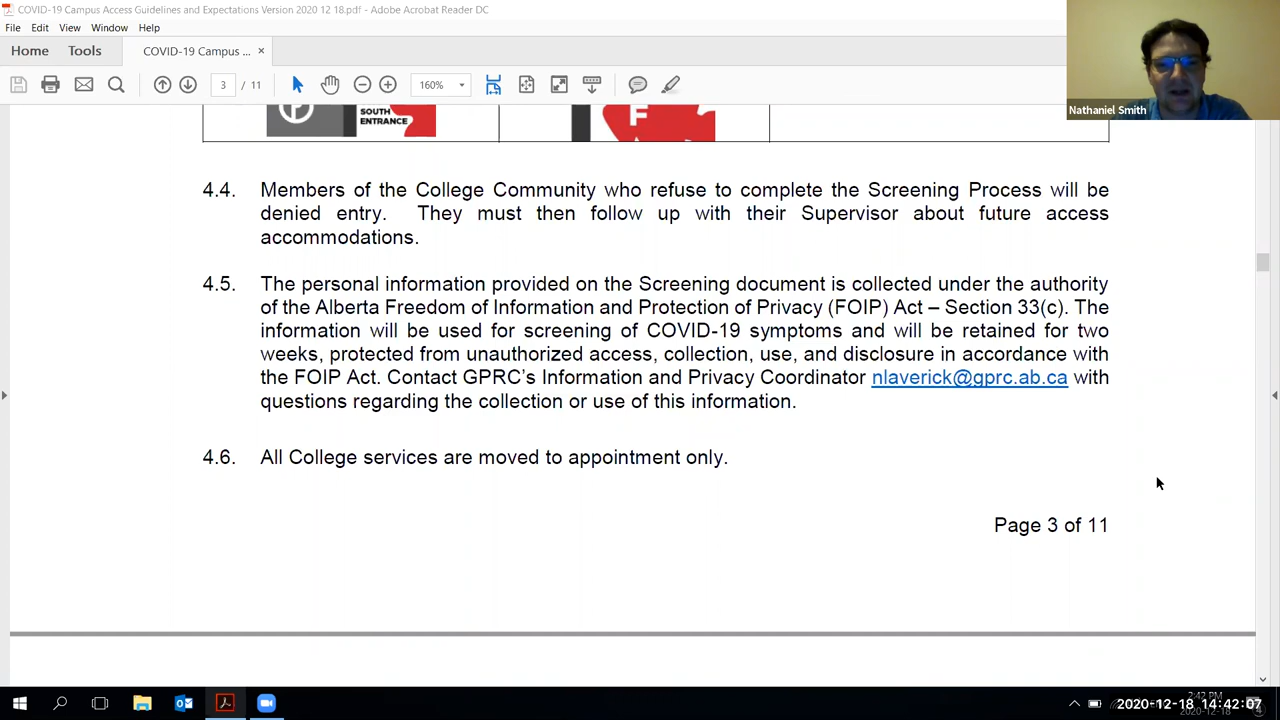 COVID-19 Campus Access Guidelines and Expectations Version 2020 12 18.pdf - Adobe Acrobat Reader DC
File Edit View Window Help
Home Tools COVID-19 Campus ... ×
3 / 11 160%
SOUTH
ENTRANCE
F
Nathaniel Smith
4.4. Members of the College Community who refuse to complete the Screening Process will be
denied entry. They must then follow up with their Supervisor about future access
accommodations.
4.5. The personal information provided on the Screening document is collected under the authority
of the Alberta Freedom of Information and Protection of Privacy (FOIP) Act – Section 33(c). The
information will be used for screening of COVID-19 symptoms and will be retained for two
weeks, protected from unauthorized access, collection, use, and disclosure in accordance with
the FOIP Act. Contact GPRC’s Information and Privacy Coordinator nlaverick@gprc.ab.ca with
questions regarding the collection or use of this information.
4.6. All College services are moved to appointment only.
Page 3 of 11
2:42 PM
2020-12-18 14:42:07
2020-12-18